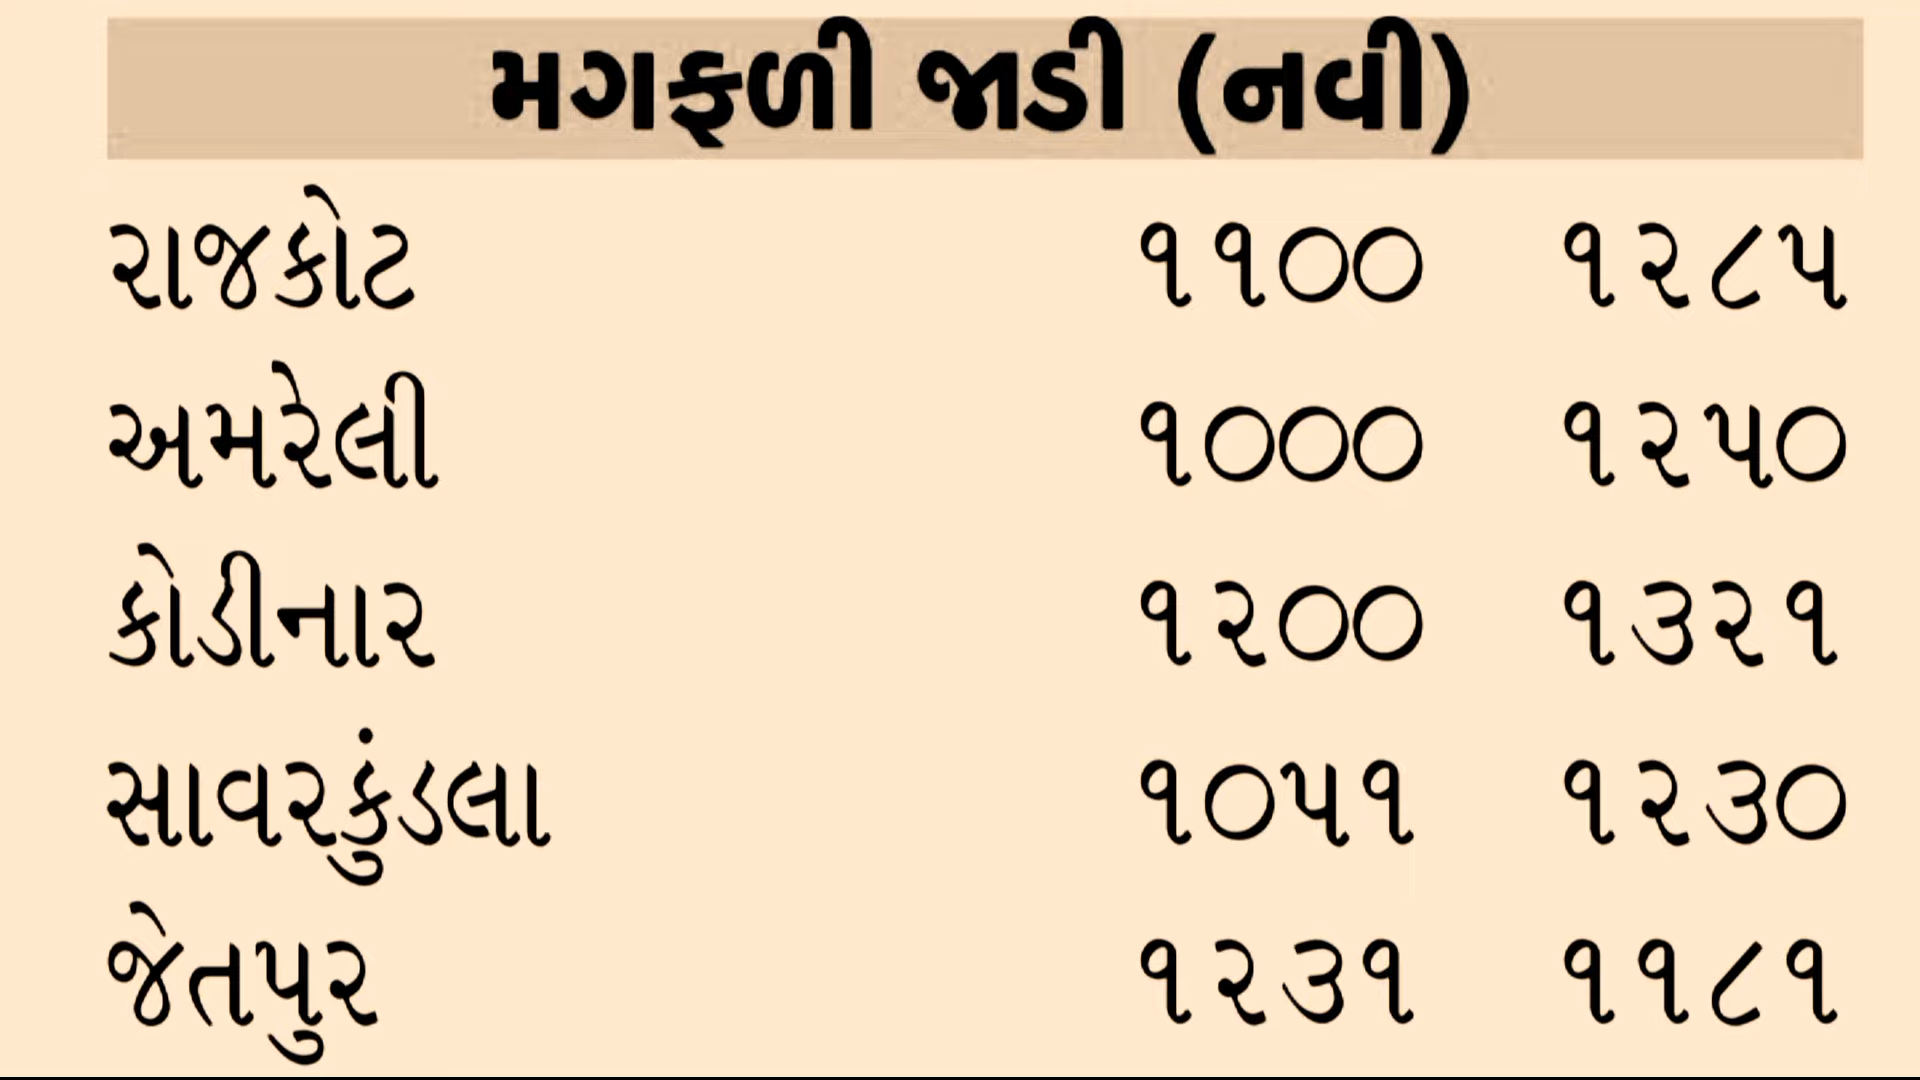 મગફળી જાડી (નવી)
રાજકોટ ૧૧૦૦ ૧૨૮૫
અમરેલી ૧૦૦૦ ૧૨૫૦
કોડીનાર ૧૨૦૦ ૧૩૨૧
સાવરકુંડલા ૧૦૫૧ ૧૨૩૦
જેતપુર ૧૨૩૧ ૧૧૮૧